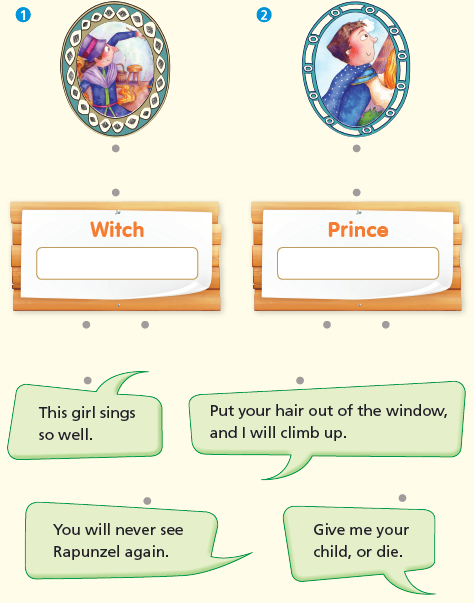 1
2
Witch
Prince
This girl sings
so well.
Put your hair out of the window,
and I will climb up.
You will never see
Rapunzel again.
Give me your
child, or die.